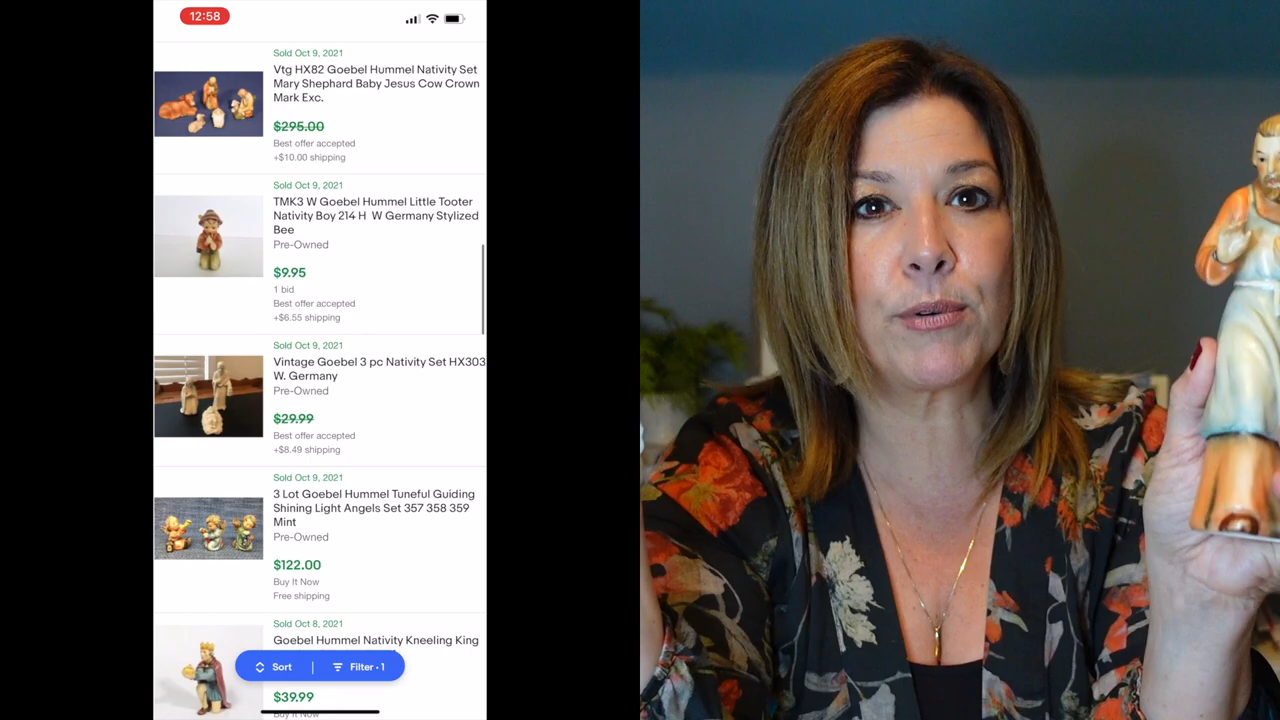 12:58
Sold Oct 9, 2021
Vtg HX82 Goebel Hummel Nativity Set
Mary Shephard Baby Jesus Cow Crown
Mark Exc.
$295.00
Best offer accepted
+$10.00 shipping
Sold Oct 9, 2021
TMK3 W Goebel Hummel Little Tooter
Nativity Boy 214 H W Germany Stylized
Bee
Pre-Owned
$9.95
1 bid
Best offer accepted
+$6.55 shipping
Sold Oct 9, 2021
Vintage Goebel 3 pc Nativity Set HX303
W. Germany
Pre-Owned
$29.99
Best offer accepted
+$8.49 shipping
Sold Oct 9, 2021
3 Lot Goebel Hummel Tuneful Guiding
Shining Light Angels Set 357 358 359
Mint
Pre-Owned
$122.00
Buy It Now
Free shipping
Sold Oct 8, 2021
Goebel Hummel Nativity Kneeling King
Sort
Filter • 1
$39.99
Buy It Now